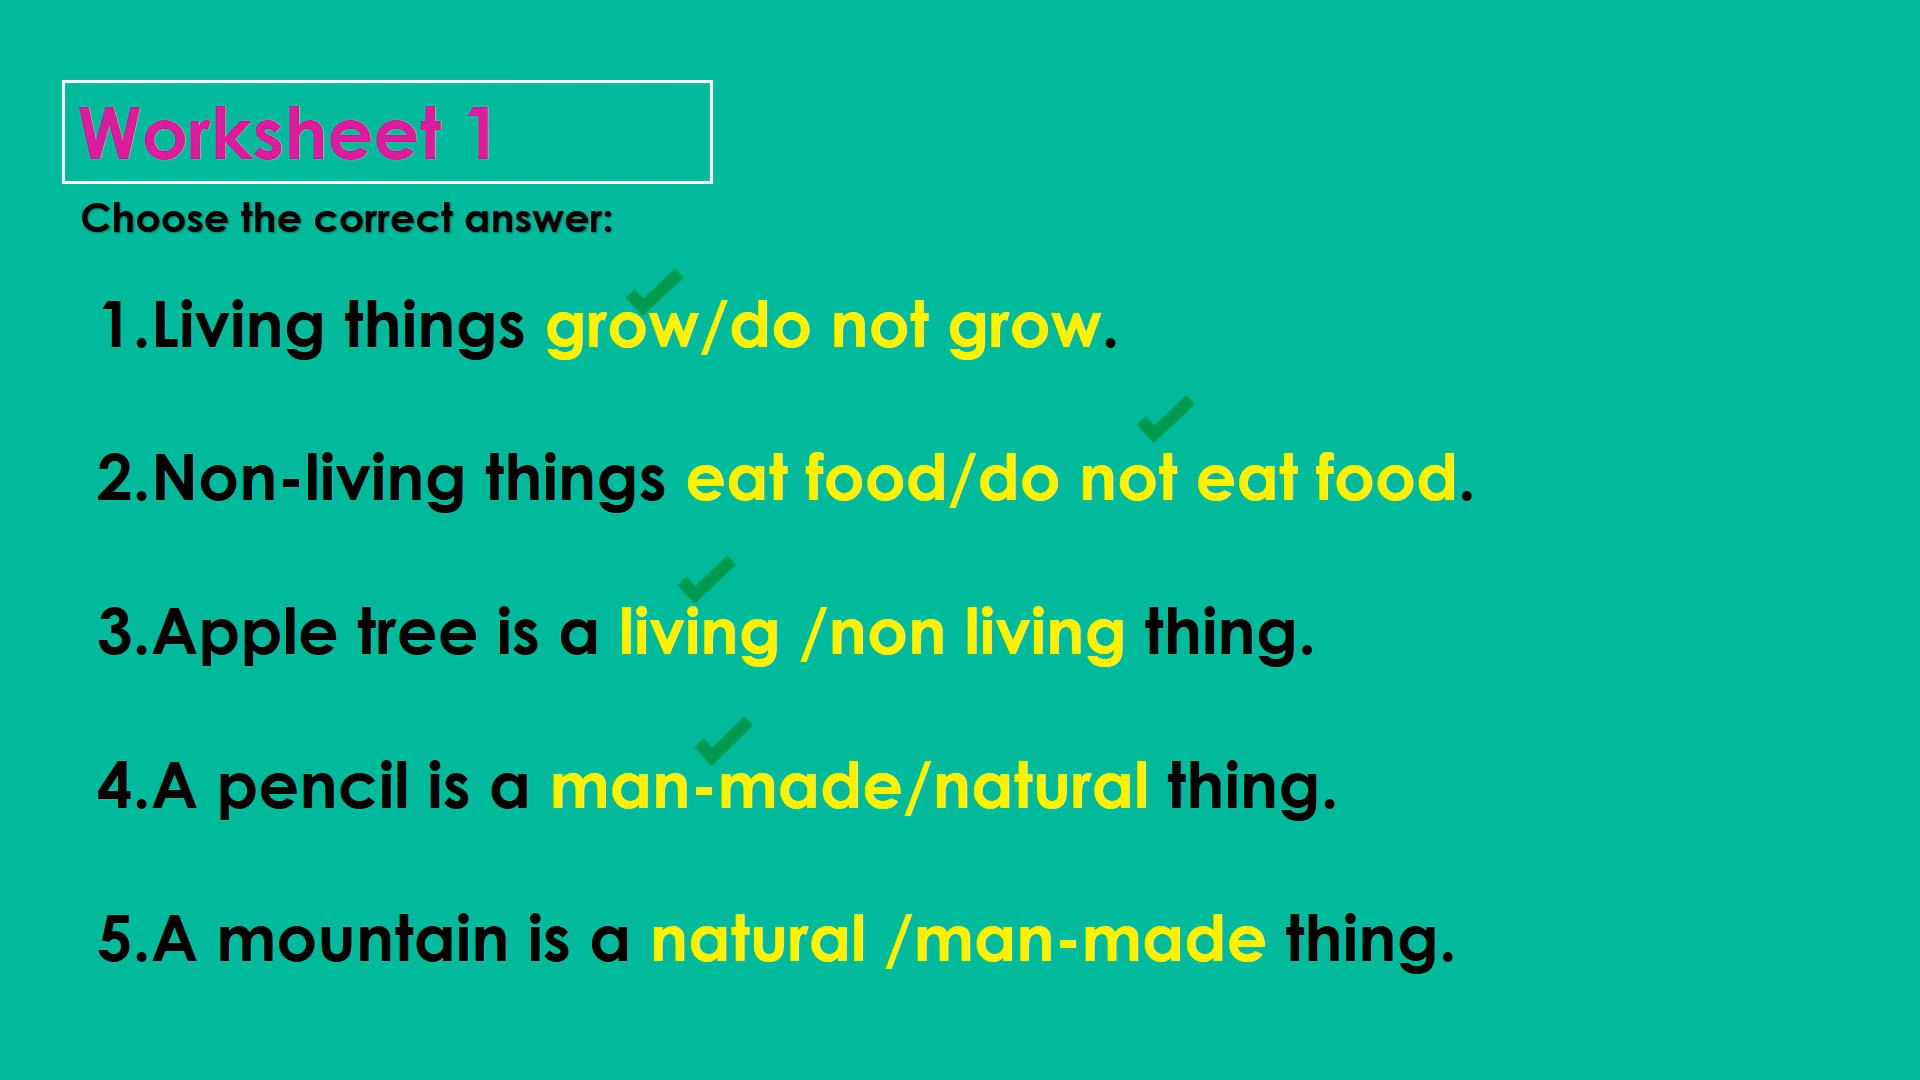 Worksheet 1
Choose the correct answer:
1.Living things grow/do not grow.
2.Non-living things eat food/do not eat food.
3.Apple tree is a living /non living thing.
4.A pencil is a man-made/natural thing.
5.A mountain is a natural /man-made thing.